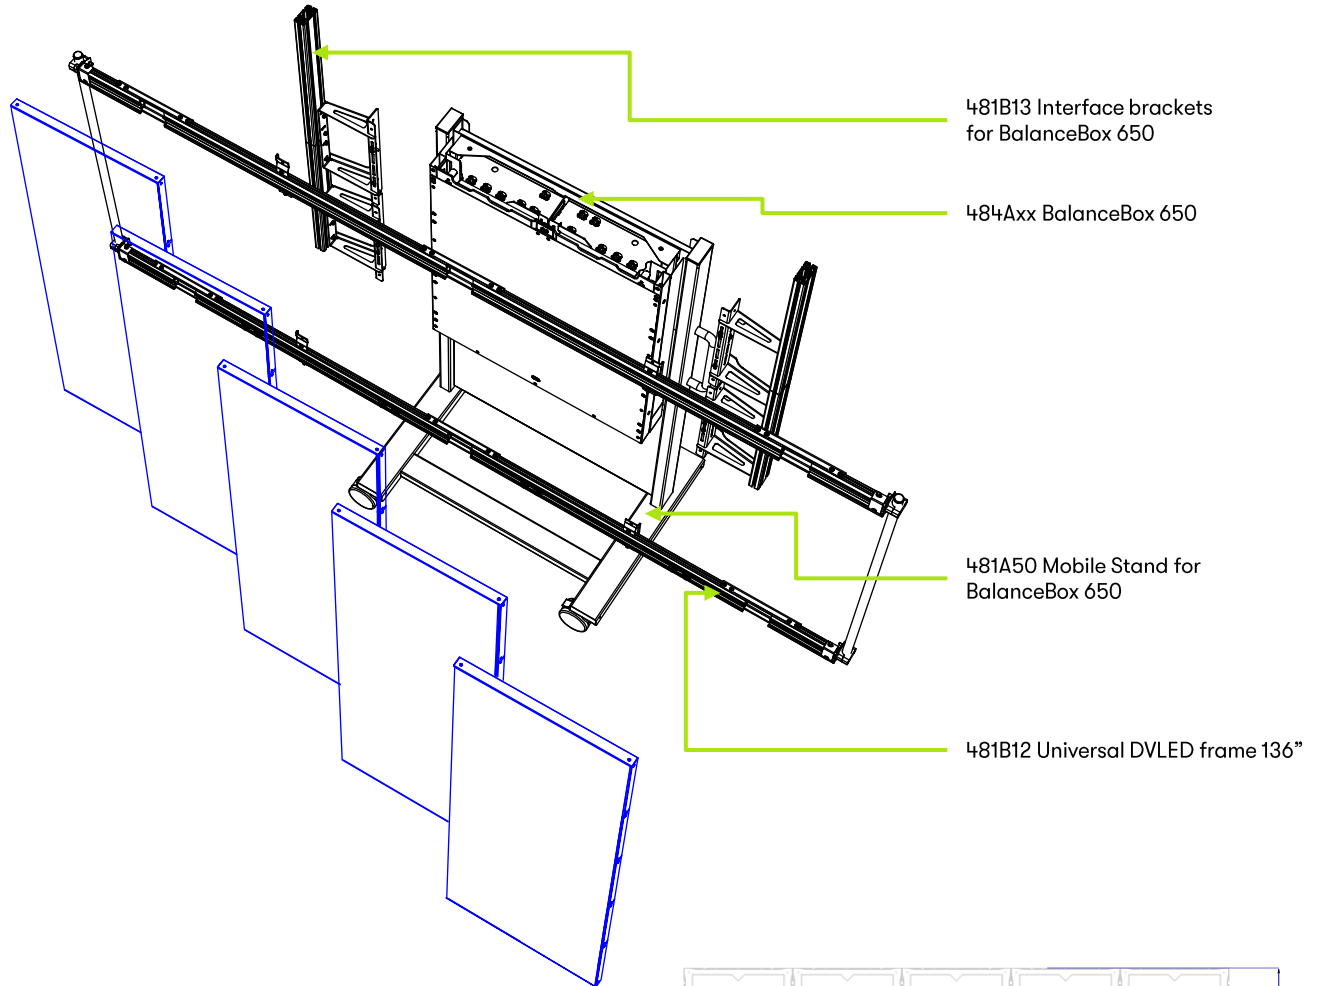 481B13 Interface brackets
for BalanceBox 650
484Axx BalanceBox 650
481A50 Mobile Stand for
BalanceBox 650
481B12 Universal DVLED frame 136”